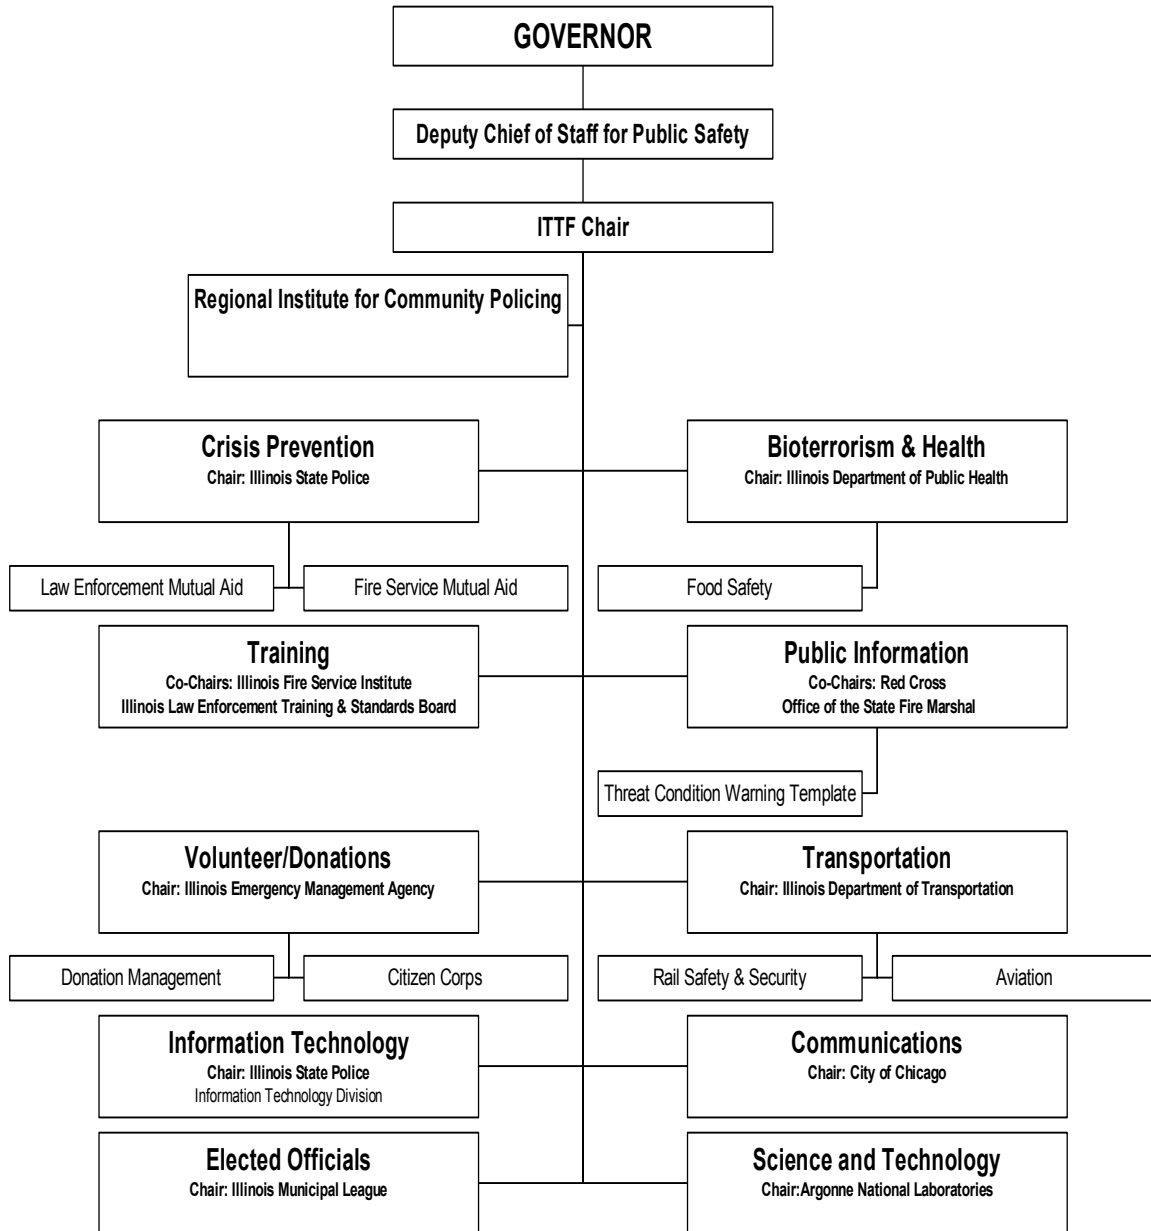 GOVERNOR
Deputy Chief of Staff for Public Safety
ITTF Chair
Regional Institute for Community Policing
Crisis Prevention
Chair: Illinois State Police
Bioterrorism & Health
Chair: Illinois Department of Public Health
Law Enforcement Mutual Aid
Fire Service Mutual Aid
Food Safety
Training
Co-Chairs: Illinois Fire Service Institute
Illinois Law Enforcement Training & Standards Board
Public Information
Co-Chairs: Red Cross
Office of the State Fire Marshal
Threat Condition Warning Template
Volunteer/Donations
Chair: Illinois Emergency Management Agency
Transportation
Chair: Illinois Department of Transportation
Donation Management
Citizen Corps
Rail Safety & Security
Aviation
Information Technology
Chair: Illinois State Police
Information Technology Division
Communications
Chair: City of Chicago
Elected Officials
Chair: Illinois Municipal League
Science and Technology
Chair:Argonne National Laboratories